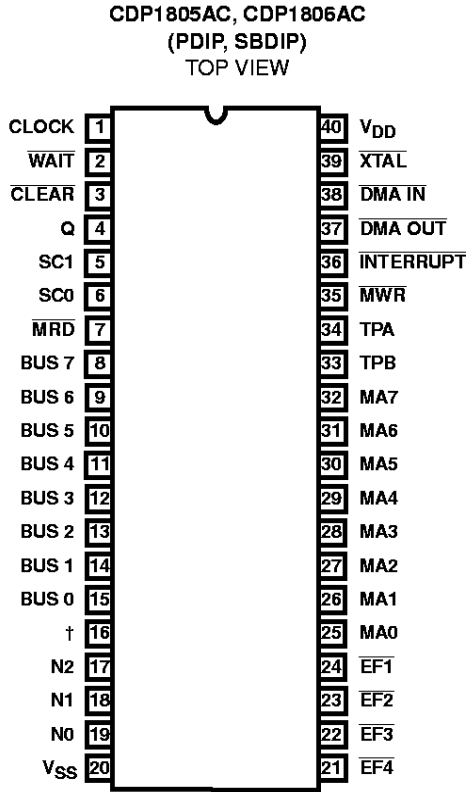 CDP1805AC, CDP1806AC
(PDIP, SBDIP)
TOP VIEW
CLOCK 1 40 VDD
WAIT 2 39 XTAL
CLEAR 3 38 DMA IN
Q 4 37 DMA OUT
SC1 5 36 INTERRUPT
SC0 6 35 MWR
MRD 7 34 TPA
BUS 7 8 33 TPB
BUS 6 9 32 MA7
BUS 5 10 31 MA6
BUS 4 11 30 MA5
BUS 3 12 29 MA4
BUS 2 13 28 MA3
BUS 1 14 27 MA2
BUS 0 15 26 MA1
† 16 25 MA0
N2 17 24 EF1
N1 18 23 EF2
N0 19 22 EF3
VSS 20 21 EF4